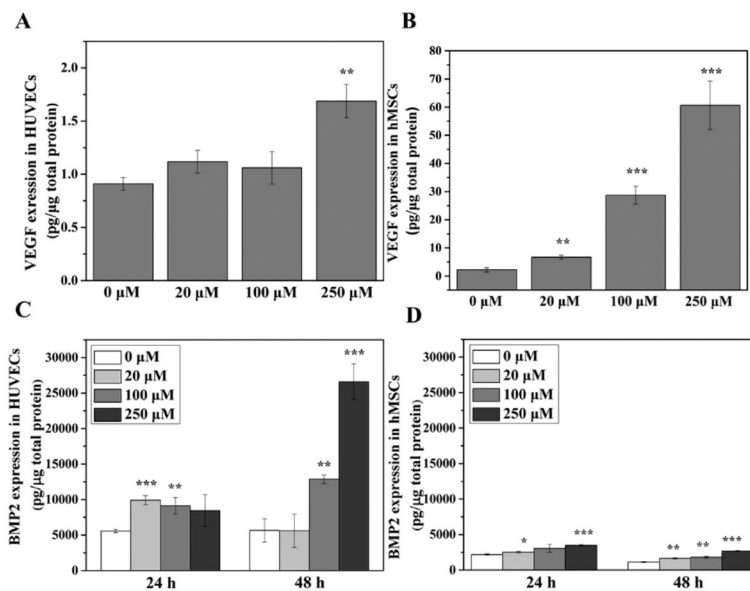 A
VEGF expression in HUVECs
(pg/µg total protein)
2.0
1.5
1.0
0.5
0.0
**
0 µM 20 µM 100 µM 250 µM
B
VEGF expression in hMSCs
(pg/µg total protein)
80
70
60
50
40
30
20
10
0
**
***
***
0 µM 20 µM 100 µM 250 µM
C
BMP2 expression in HUVECs
(pg/µg total protein)
30000
25000
20000
15000
10000
5000
0
0 µM
20 µM
100 µM
250 µM
*** ** ** ***
24 h 48 h
D
BMP2 expression in hMSCs
(pg/µg total protein)
30000
25000
20000
15000
10000
5000
0
0 µM
20 µM
100 µM
250 µM
* *** ** ** ***
24 h 48 h